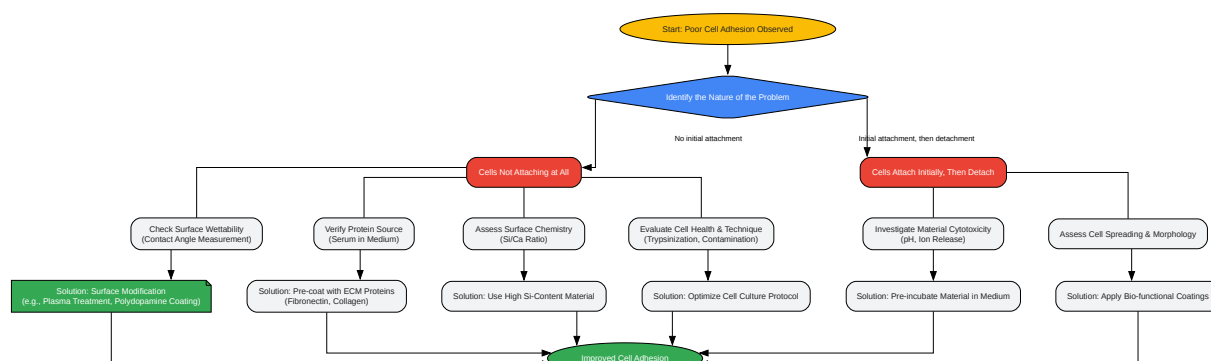 Start: Poor Cell Adhesion Observed
Identify the Nature of the Problem
No initial attachment
Initial attachment, then detachment
Cells Not Attaching at All
Cells Attach Initially, Then Detach
Check Surface Wettability
(Contact Angle Measurement)
Verify Protein Source
(Serum in Medium)
Assess Surface Chemistry
(Si/Ca Ratio)
Evaluate Cell Health & Technique
(Trypsinization, Contamination)
Investigate Material Cytotoxicity
(pH, Ion Release)
Assess Cell Spreading & Morphology
Solution: Surface Modification
(e.g., Plasma Treatment, Polydopamine Coating)
Solution: Pre-coat with ECM Proteins
(Fibronectin, Collagen)
Solution: Use High Si-Content Material
Solution: Optimize Cell Culture Protocol
Solution: Pre-incubate Material in Medium
Solution: Apply Bio-functional Coatings
Improved Cell Adhesion